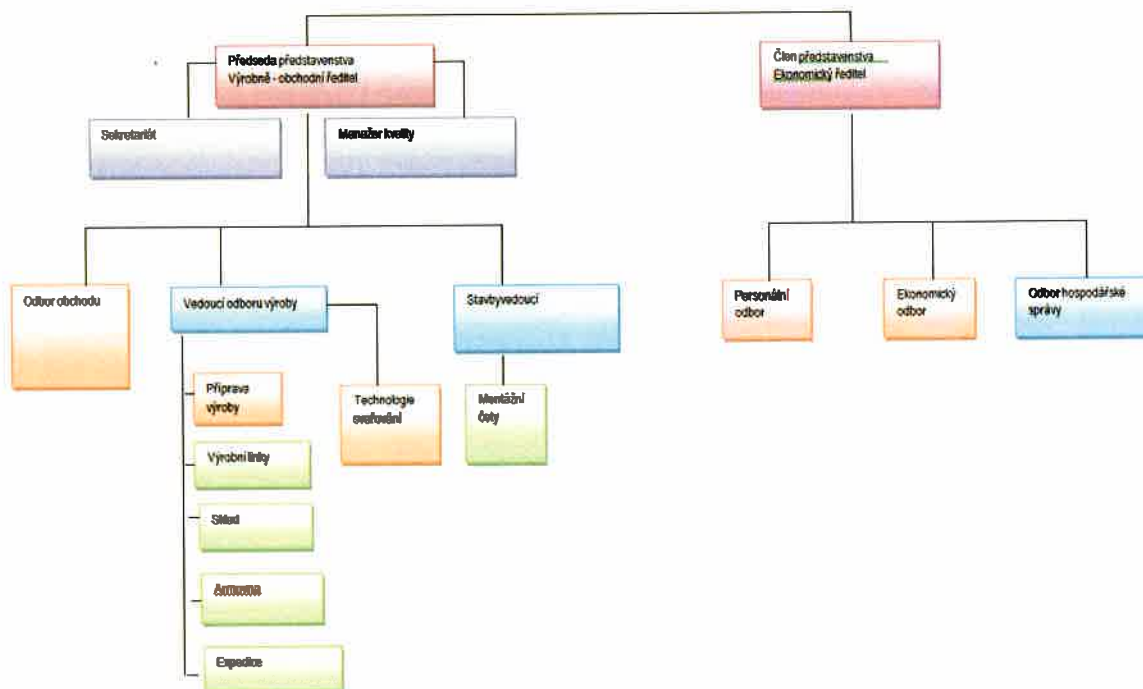 Předseda představenstva
Výrobně - obchodní ředitel
Člen představenstva
Ekonomický ředitel
Sekretariát
Manažer kvality
Odbor obchodu
Vedoucí odboru výroby
Stavbyvedoucí
Personální
odbor
Ekonomický
odbor
Odbor hospodářské
správy
Příprava
výroby
Technologie
svařování
Montážní
čety
Výrobní linky
Sklad
Armovna
Expedice